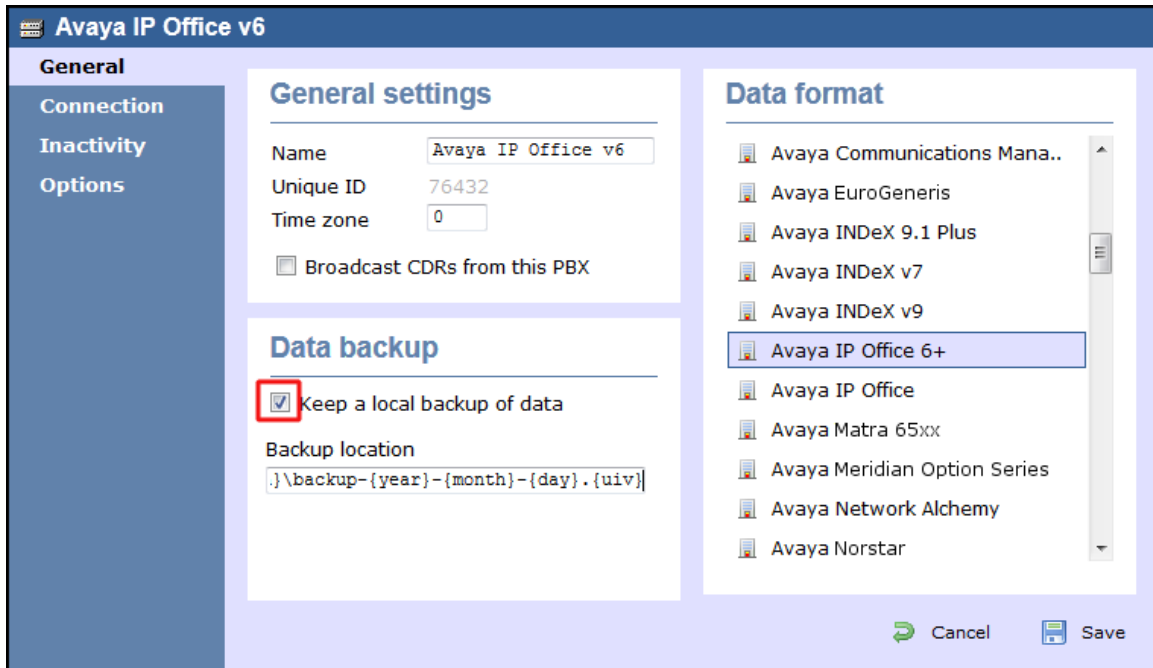 Avaya IP Office v6
General
Connection
Inactivity
Options
General settings
Name Avaya IP Office v6
Unique ID 76432
Time zone 0
Broadcast CDRs from this PBX
Data backup
Keep a local backup of data
Backup location
.}\backup-{year}-{month}-{day}.{uiv}
Data format
Avaya Communications Mana..
Avaya EuroGeneris
Avaya INDeX 9.1 Plus
Avaya INDeX v7
Avaya INDeX v9
Avaya IP Office 6+
Avaya IP Office
Avaya Matra 65xx
Avaya Meridian Option Series
Avaya Network Alchemy
Avaya Norstar
Cancel Save